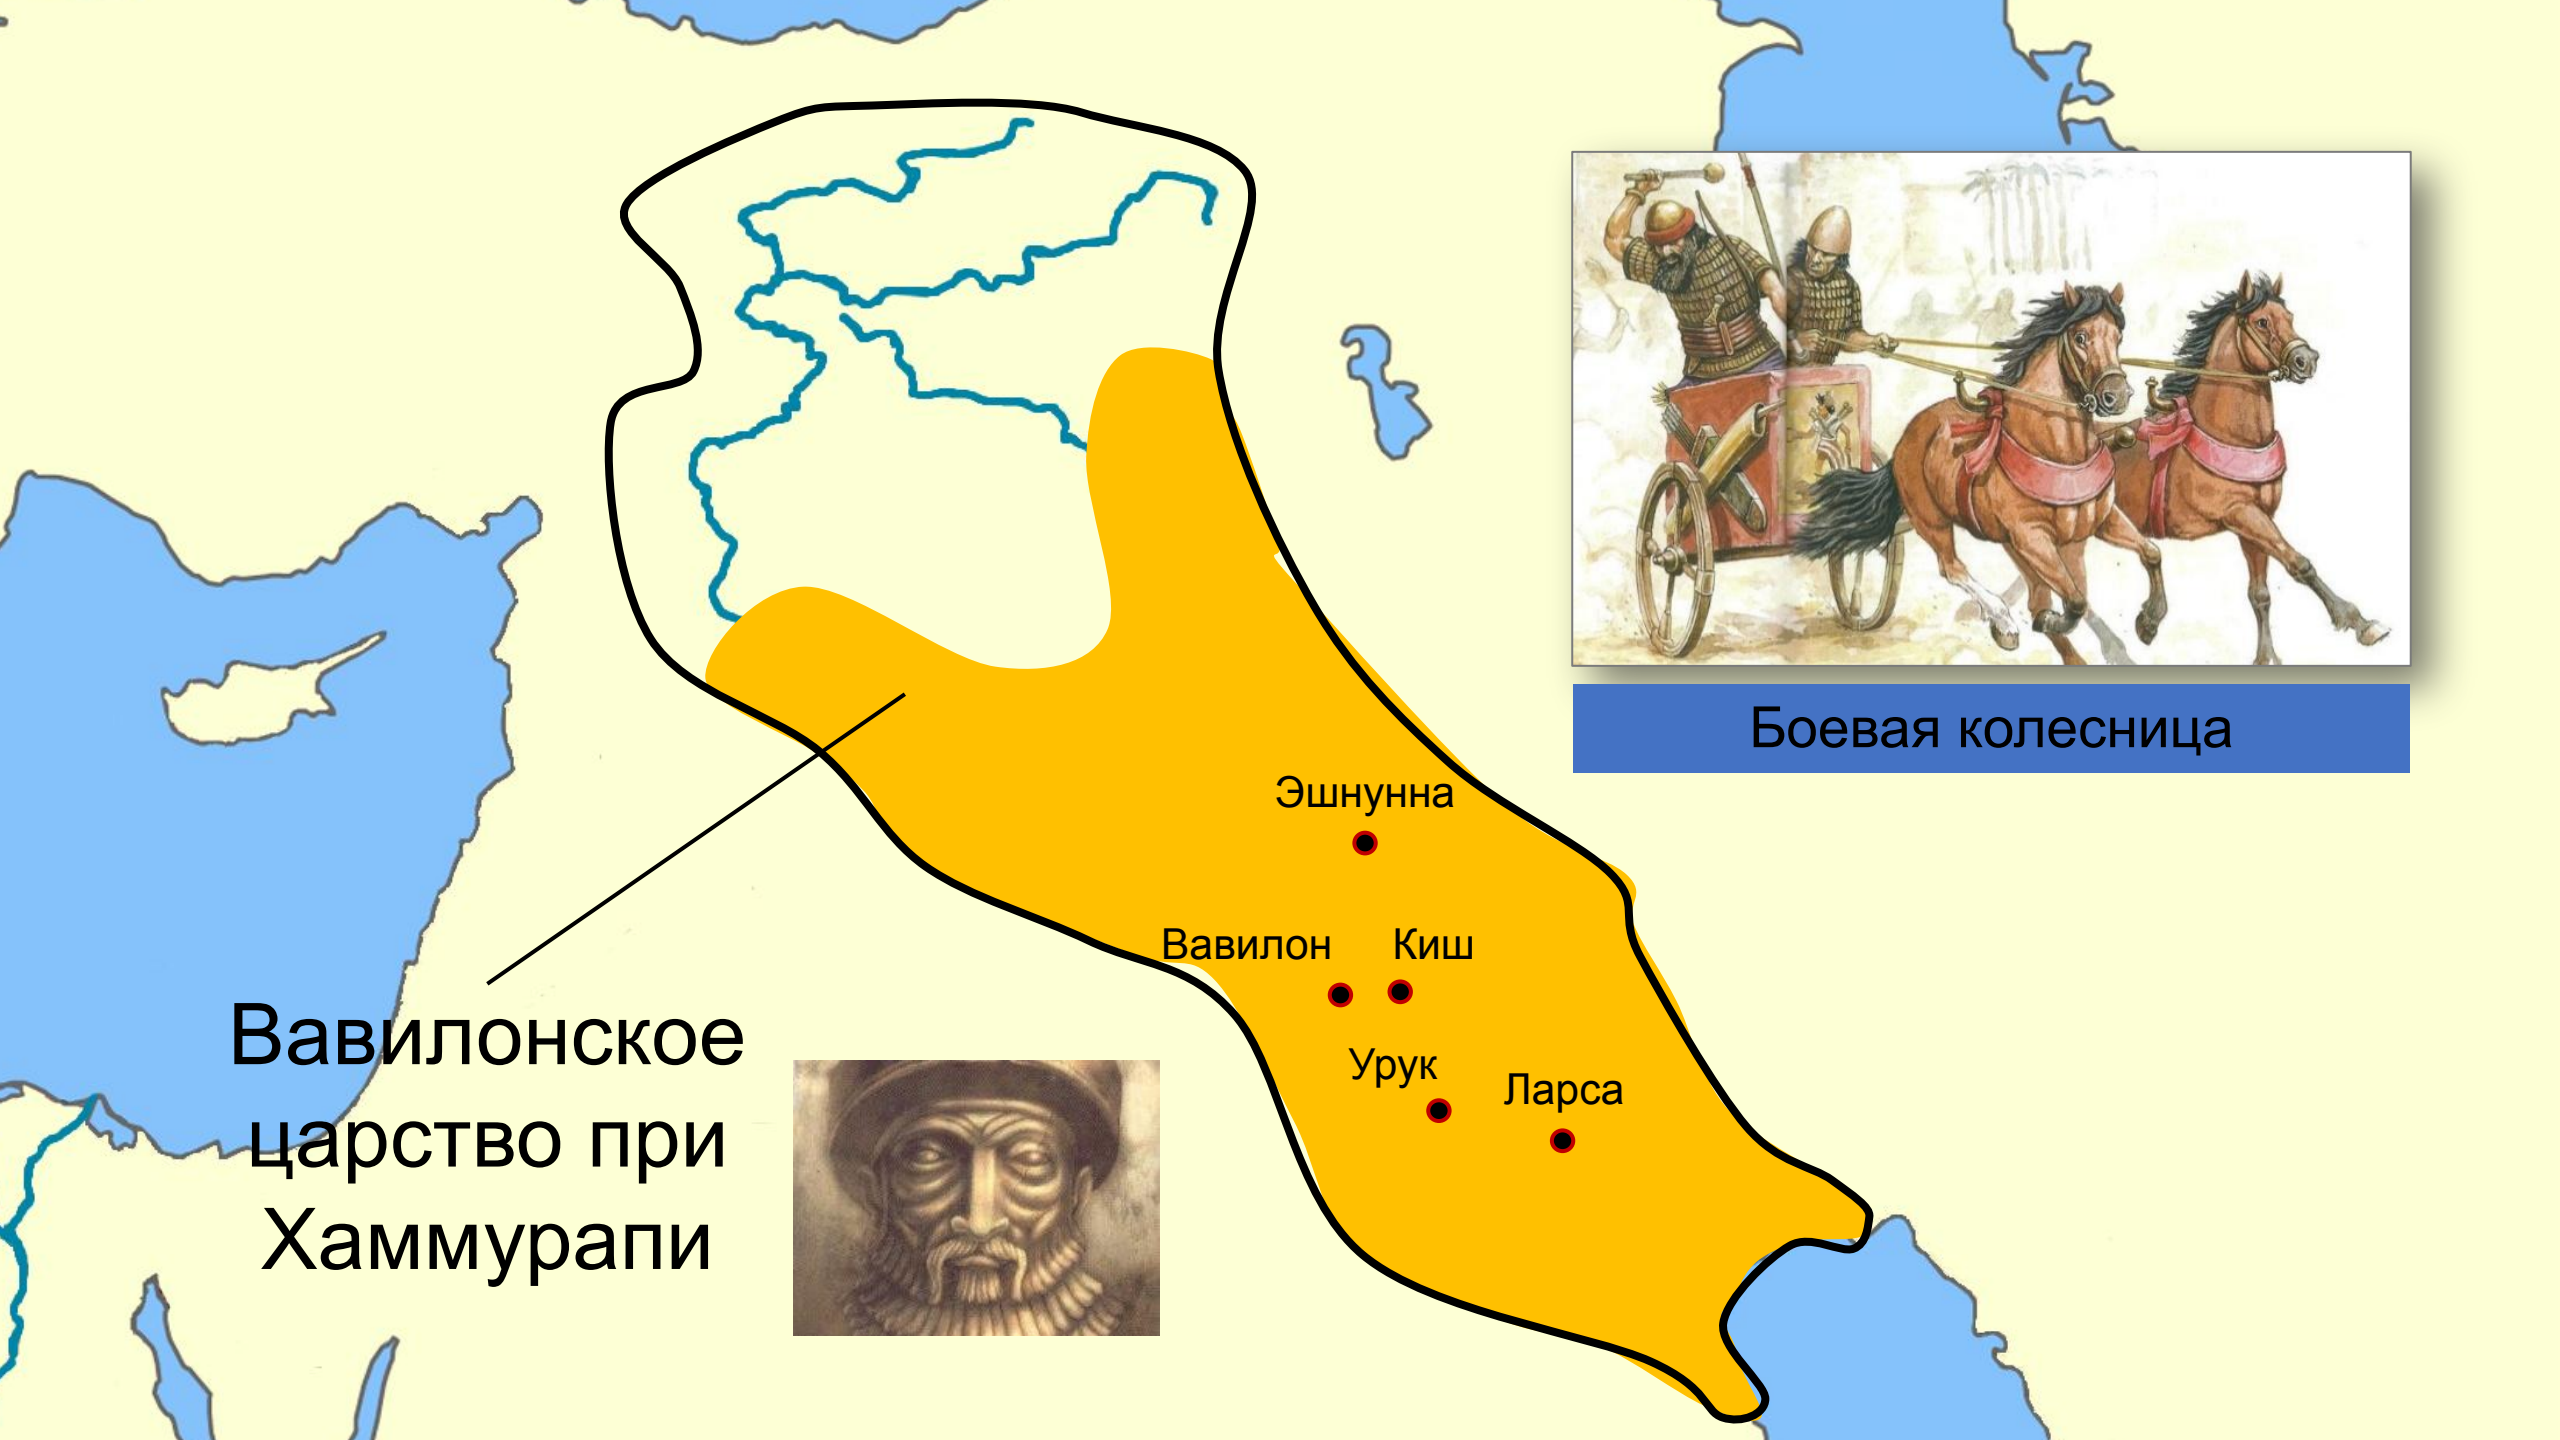 Боевая колесница
Эшнунна
Вавилон Киш
Урук
Ларса
Вавилонское
царство при
Хаммурапи